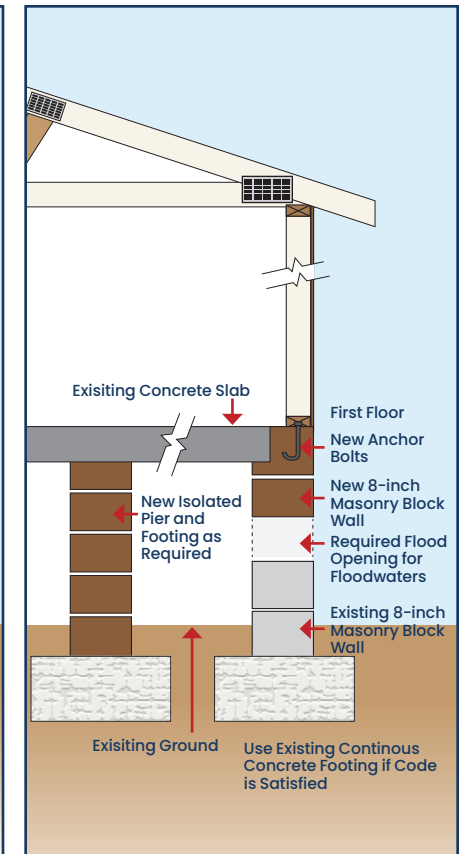 Exisiting Concrete Slab
First Floor
New Anchor
Bolts
New Isolated
Pier and
Footing as
Required
New 8-inch
Masonry Block
Wall
Required Flood
Opening for
Floodwaters
Existing 8-inch
Masonry Block
Wall
Exisiting Ground
Use Existing Continous
Concrete Footing if Code
is Satisfied